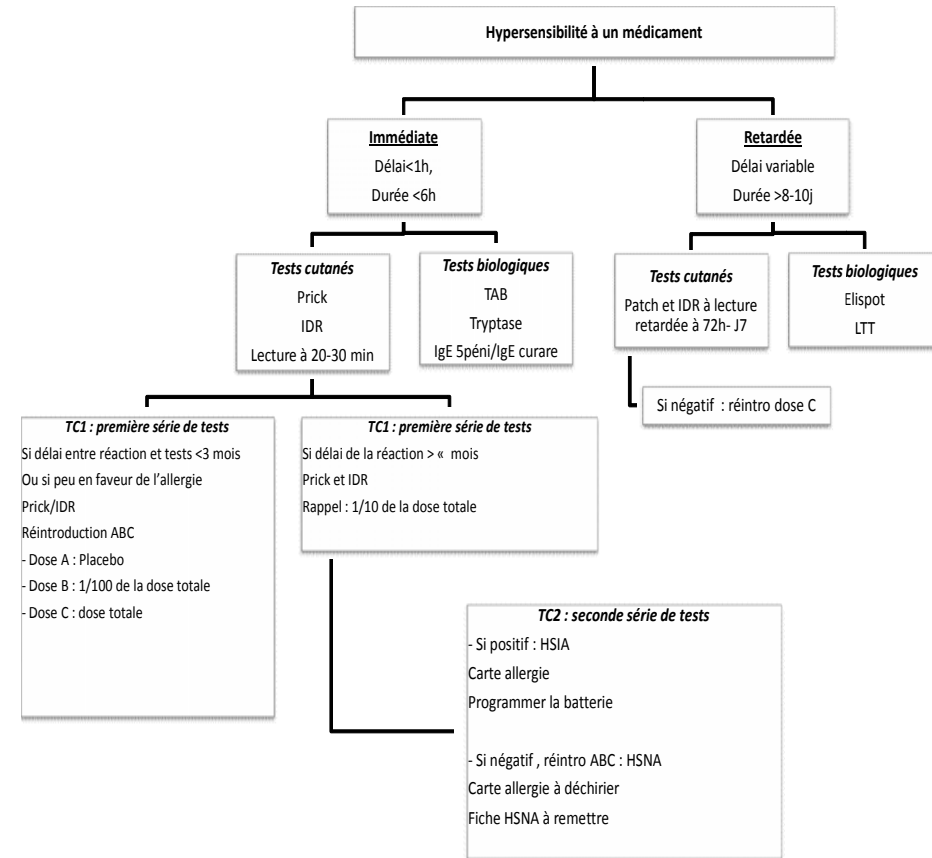 Hypersensibilité à un médicament
Immédiate
Délai<1h,
Durée <6h
Retardée
Délai variable
Durée >8-10j
Tests cutanés
Prick
IDR
Lecture à 20-30 min
Tests biologiques
TAB
Tryptase
IgE 5péni/IgE curare
Tests cutanés
Patch et IDR à lecture
retardée à 72h- J7
Tests biologiques
Elispot
LTT
Si négatif : réintro dose C
TC1 : première série de tests
Si délai entre réaction et tests <3 mois
Ou si peu en faveur de l'allergie
Prick/IDR
Réintroduction ABC
- Dose A : Placebo
- Dose B : 1/100 de la dose totale
- Dose C : dose totale
TC1 : première série de tests
Si délai de la réaction > « mois
Prick et IDR
Rappel : 1/10 de la dose totale
TC2 : seconde série de tests
- Si positif : HSIA
Carte allergie
Programmer la batterie
- Si négatif , réintro ABC : HSNA
Carte allergie à déchirier
Fiche HSNA à remettre